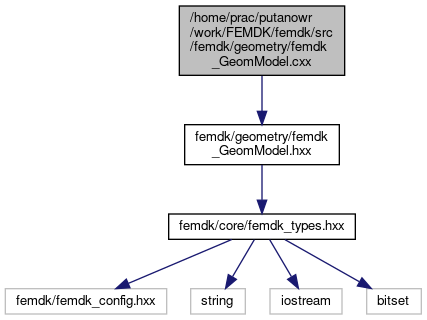 /home/prac/putanowr
/work/FEMDK/femdk/src
/femdk/geometry/femdk
_GeomModel.cxx
femdk/geometry/femdk
_GeomModel.hxx
femdk/core/femdk_types.hxx
femdk/femdk_config.hxx
string
iostream
bitset